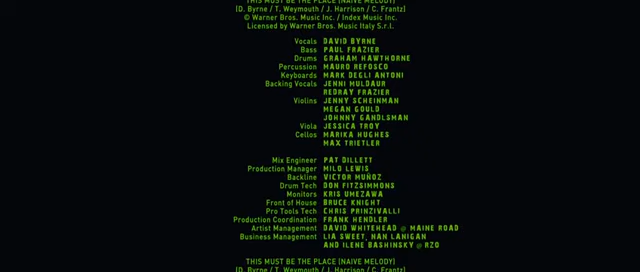 THIS MUST BE THE PLACE (NAIVE MELODY)
(D. Byrne / T. Weymouth / J. Harrison / C. Frantz)
© Warner Bros. Music Inc. / Index Music Inc.
Licensed by Warner Bros. Music Italy S.r.l.
Vocals DAVID BYRNE
Bass PAUL FRAZIER
Drums GRAHAM HAWTHORNE
Percussion MAURO REFOSCO
Keyboards MARK DEGLI ANTONI
Backing Vocals JENNI MULDAUR
REDRAY FRAZIER
Violins JENNY SCHEINMAN
MEGAN GOULD
JOHNNY GANDLSMAN
Viola JESSICA TROY
Cellos MARIKA HUGHES
MAX TRIETLER
Mix Engineer PAT DILLETT
Production Manager MILO LEWIS
Backline VICTOR MUÑOZ
Drum Tech DON FITZSIMMONS
Monitors KRIS UMEZAWA
Front of House BRUCE KNIGHT
Pro Tools Tech CHRIS PRINZIVALLI
Production Coordination FRANK HENDLER
Artist Management DAVID WHITEHEAD @ MAINE ROAD
Business Management LIA SWEET, NAN LANIGAN
AND ILENE BASHINSKY @ RZO
THIS MUST BE THE PLACE (NAIVE MELODY)
(D. Byrne / T. Weymouth / J. Harrison / C. Frantz)